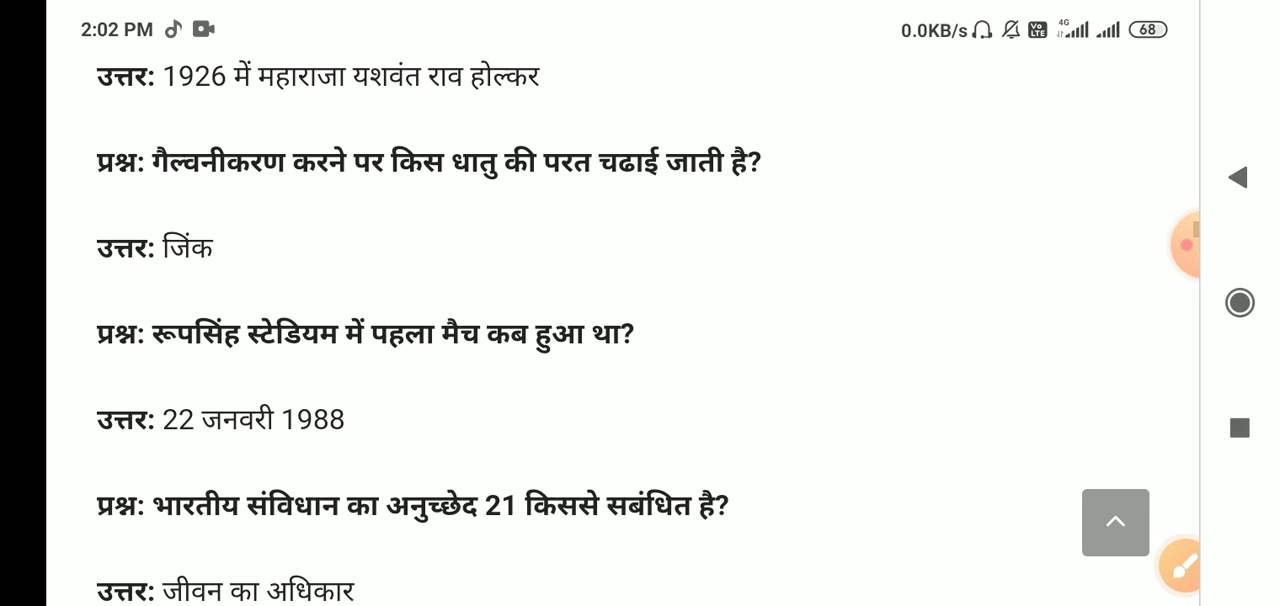 2:02 PM 0.0KB/s 4G 68
उत्तर: 1926 में महाराजा यशवंत राव होल्कर
प्रश्न: गैल्वनीकरण करने पर किस धातु की परत चढाई जाती है?
उत्तर: जिंक
प्रश्न: रूपसिंह स्टेडियम में पहला मैच कब हुआ था?
उत्तर: 22 जनवरी 1988
प्रश्न: भारतीय संविधान का अनुच्छेद 21 किससे सबंधित है?
उत्तर: जीवन का अधिकार